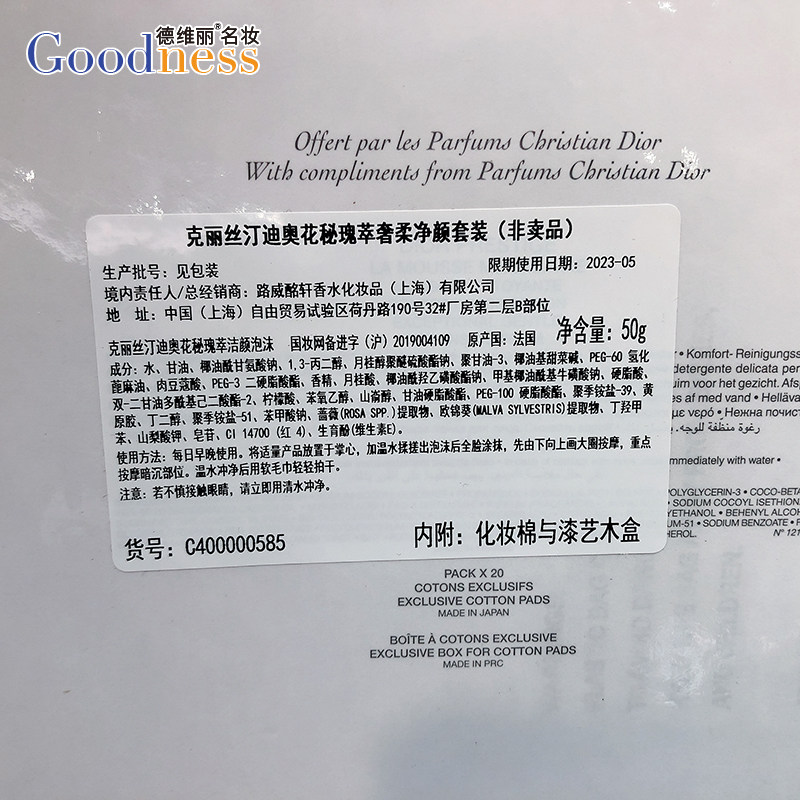 德维丽®名妆
Goodness
Offert par les Parfums Christian Dior
With compliments from Parfums Christian Dior
克丽丝汀迪奥花秘瑰萃奢柔净颜套装（非卖品）
生产批号：见包装 限期使用日期：2023-05
境内责任人/总经销商：路威酩轩香水化妆品（上海）有限公司
地 址：中国（上海）自由贸易试验区荷丹路190号32#厂房第二层B部位
克丽丝汀迪奥花秘瑰萃洁颜泡沫 国妆网备进字（沪）2019004109 原产国：法国 净含量：50g
成分：水、甘油、椰油酰甘氨酸钠、1,3-丙二醇、月桂醇聚醚硫酸酯钠、聚甘油-3、椰油基甜菜碱、PEG-60 氢化
蓖麻油、肉豆蔻酸、PEG-3 二硬脂酸酯、香精、月桂酸、椰油酰羟乙磺酸酯钠、甲基椰油酰基牛磺酸钠、硬脂酸、
双-二甘油多酰基己二酸酯-2、柠檬酸、苯氧乙醇、山嵛醇、甘油硬脂酸酯、PEG-100 硬脂酸酯、聚季铵盐-39、黄
原胶、丁二醇、聚季铵盐-51、苯甲酸钠、蔷薇(ROSA SPP.)提取物、欧锦葵(MALVA SYLVESTRIS)提取物、丁羟甲
苯、山梨酸钾、皂苷、CI 14700（红 4）、生育酚(维生素E)。
使用方法：每日早晚使用。将适量产品放置于掌心，加温水揉搓出泡沫后全脸涂抹，先由下向上画大圈按摩，重点
按摩暗沉部位。温水冲净后用软毛巾轻轻拍干。
注意：若不慎接触眼睛，请立即用清水冲净。
货号：C400000585 内附：化妆棉与漆艺木盒
• Komfort- Reinigungss
detergente delicata per
uim voor het gezicht. Afs
es af med vand • Hellävä
με νερό • Нежна почист
رغوة منظفة للوجه.
mmediately with water •
POLYGLYCERIN-3 • COCO-BETA
• SODIUM COCOYL ISETHION
YETHANOL • BEHENYL ALCOH
UM-51 • SODIUM BENZOATE •
HEROL. N° 121
PACK X 20
COTONS EXCLUSIFS
EXCLUSIVE COTTON PADS
MADE IN JAPAN
BOÎTE À COTONS EXCLUSIVE
EXCLUSIVE BOX FOR COTTON PADS
MADE IN PRC